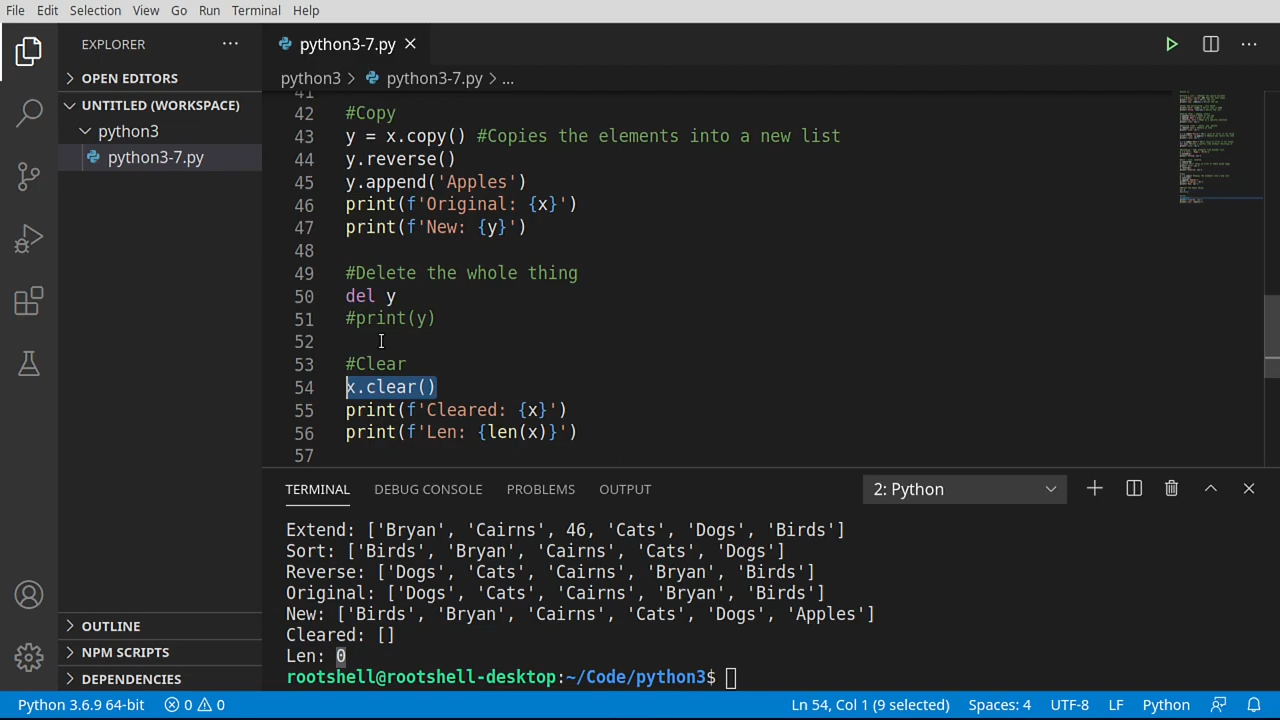 File Edit Selection View Go Run Terminal Help
EXPLORER ...
python3-7.py
OPEN EDITORS
python3 > python3-7.py > ...
UNTITLED (WORKSPACE)
python3
python3-7.py
41
42 #Copy
43 y = x.copy() #Copies the elements into a new list
44 y.reverse()
45 y.append('Apples')
46 print(f'Original: {x}')
47 print(f'New: {y}')
48
49 #Delete the whole thing
50 del y
51 #print(y)
52
53 #Clear
54 x.clear()
55 print(f'Cleared: {x}')
56 print(f'Len: {len(x)}')
57
TERMINAL DEBUG CONSOLE PROBLEMS OUTPUT 2: Python
Extend: ['Bryan', 'Cairns', 46, 'Cats', 'Dogs', 'Birds']
Sort: ['Birds', 'Bryan', 'Cairns', 'Cats', 'Dogs']
Reverse: ['Dogs', 'Cats', 'Cairns', 'Bryan', 'Birds']
Original: ['Dogs', 'Cats', 'Cairns', 'Bryan', 'Birds']
New: ['Birds', 'Bryan', 'Cairns', 'Cats', 'Dogs', 'Apples']
Cleared: []
Len: 0
rootshell@rootshell-desktop:~/Code/python3$
OUTLINE
NPM SCRIPTS
DEPENDENCIES
Python 3.6.9 64-bit 0 0 Ln 54, Col 1 (9 selected) Spaces: 4 UTF-8 LF Python